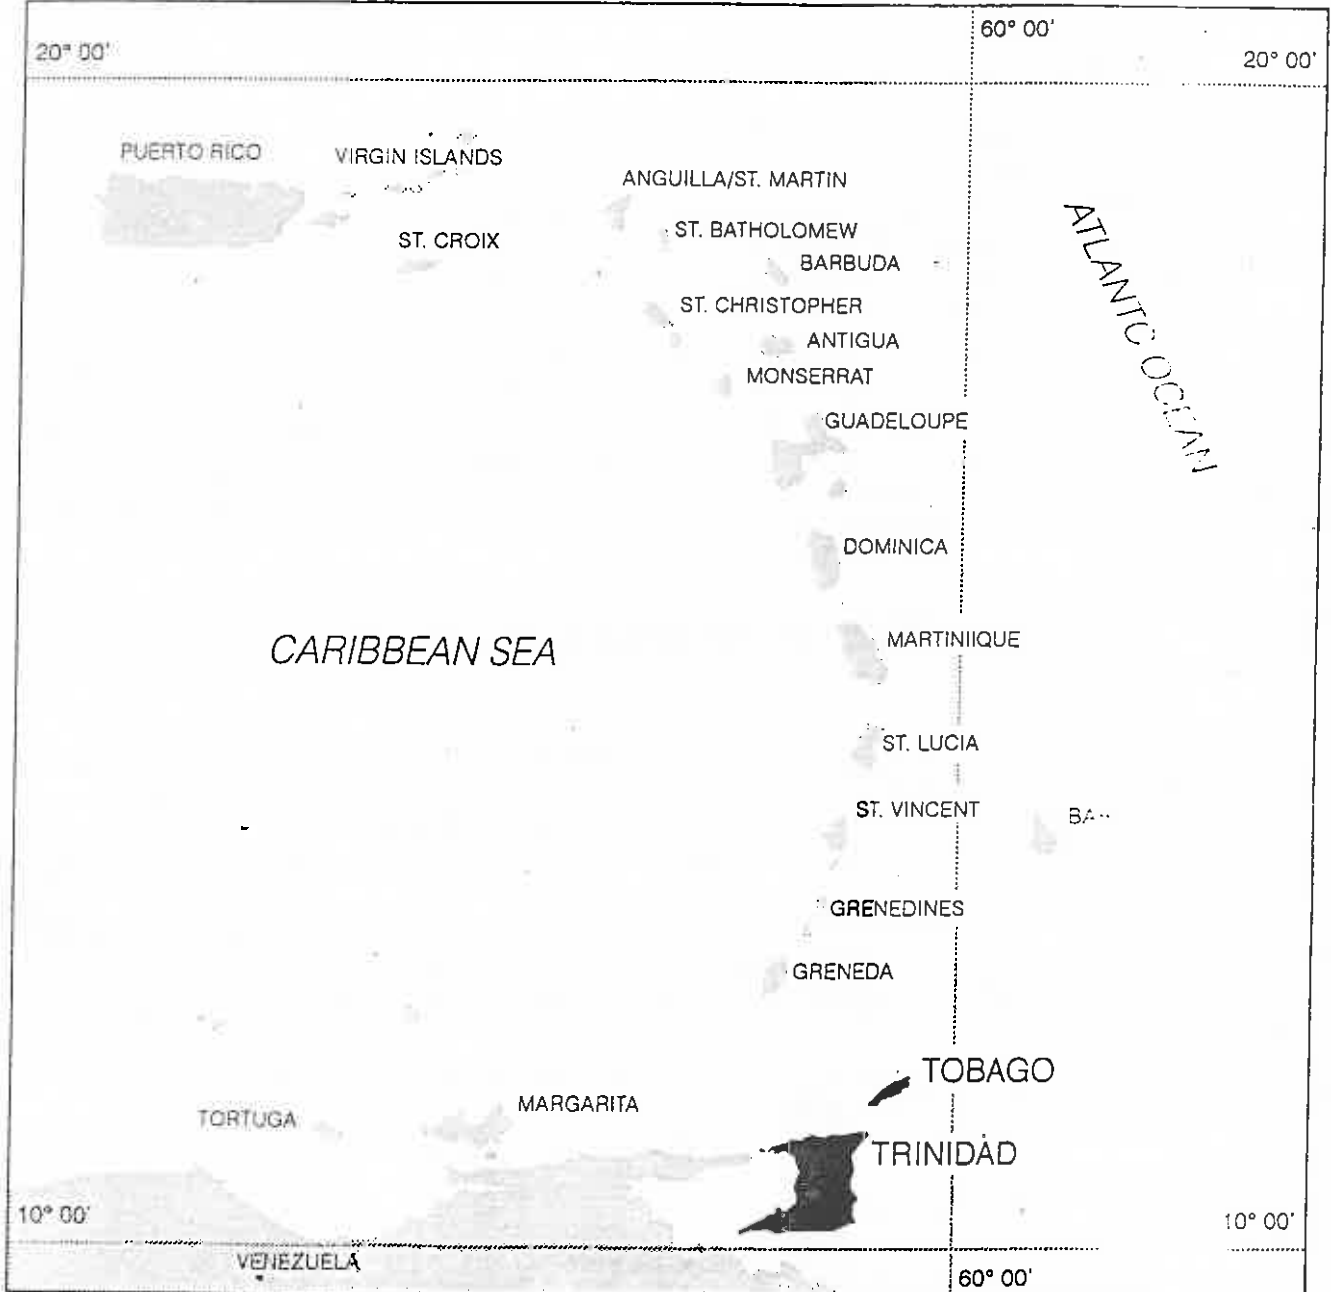 60° 00'
20° 00'
20° 00'
PUERTO RICO
VIRGIN ISLANDS
ANGUILLA/ST. MARTIN
ST. CROIX
ST. BATHOLOMEW
BARBUDA
ATLANTC OCEAN
ST. CHRISTOPHER
ANTIGUA
MONSERRAT
GUADELOUPE
DOMINICA
MARTINIIQUE
CARIBBEAN SEA
ST. LUCIA
ST. VINCENT
BA
GRENEDINES
GRENEDA
TOBAGO
MARGARITA
TORTUGA
TRINIDAD
10° 00'
10° 00'
VENEZUELA
60° 00'